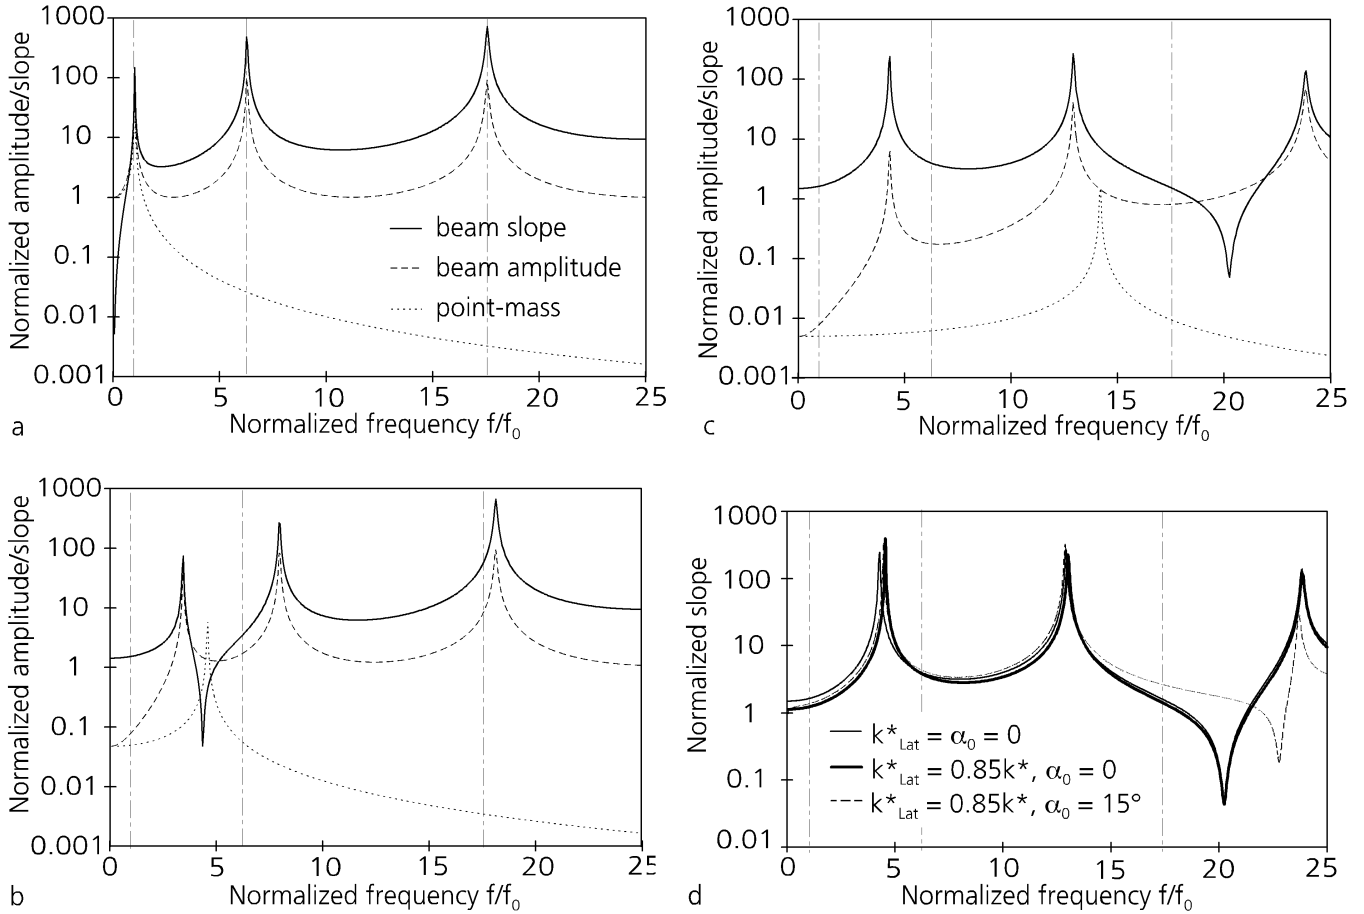 Normalized amplitude/slope
1000
100
10
1
0.1
0.01
0.001
beam slope
beam amplitude
point-mass
0 5 10 15 20 25
Normalized frequency f/f₀
a
Normalized amplitude/slope
1000
100
10
1
0.1
0.01
0.001
0 5 10 15 20 25
Normalized frequency f/f₀
c
Normalized amplitude/slope
1000
100
10
1
0.1
0.01
0.001
0 5 10 15 20 25
Normalized frequency f/f₀
b
Normalized slope
1000
100
10
1
0.1
0.01
k*Lat = α₀ = 0
k*Lat = 0.85k*, α₀ = 0
k*Lat = 0.85k*, α₀ = 15°
0 5 10 15 20 25
Normalized frequency f/f₀
d